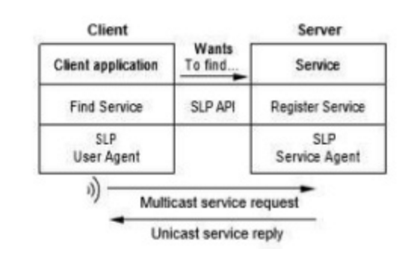 Client
Server
Wants
Client application
To find...
Service
Find Service
SLP API
Register Service
SLP
User Agent
SLP
Service Agent
Multicast service request
Unicast service reply